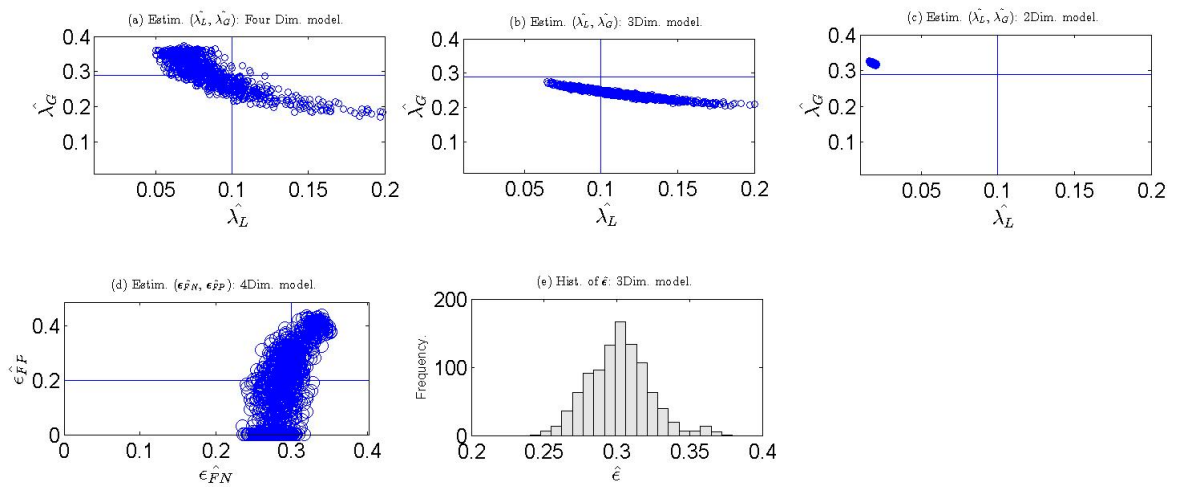 (a) Estim. (λ̂_L, λ̂_G): Four Dim. model.
(b) Estim. (λ̂_L, λ̂_G): 3Dim. model.
(c) Estim. (λ̂_L, λ̂_G): 2Dim. model.
0.4
0.3
0.2
0.1
λ̂_G
0.05
0.1
0.15
0.2
λ̂_L
0.4
0.3
0.2
0.1
λ̂_G
0.05
0.1
0.15
0.2
λ̂_L
0.4
0.3
0.2
0.1
λ̂_G
0.05
0.1
0.15
0.2
λ̂_L
(d) Estim. (ϵ̂_FN, ϵ̂_FP): 4Dim. model.
(e) Hist. of ϵ̂: 3Dim. model.
0.4
0.2
0
ϵ̂_FP
0
0.1
0.2
0.3
0.4
ϵ̂_FN
200
100
0
Frequency.
0.2
0.25
0.3
0.35
0.4
ϵ̂